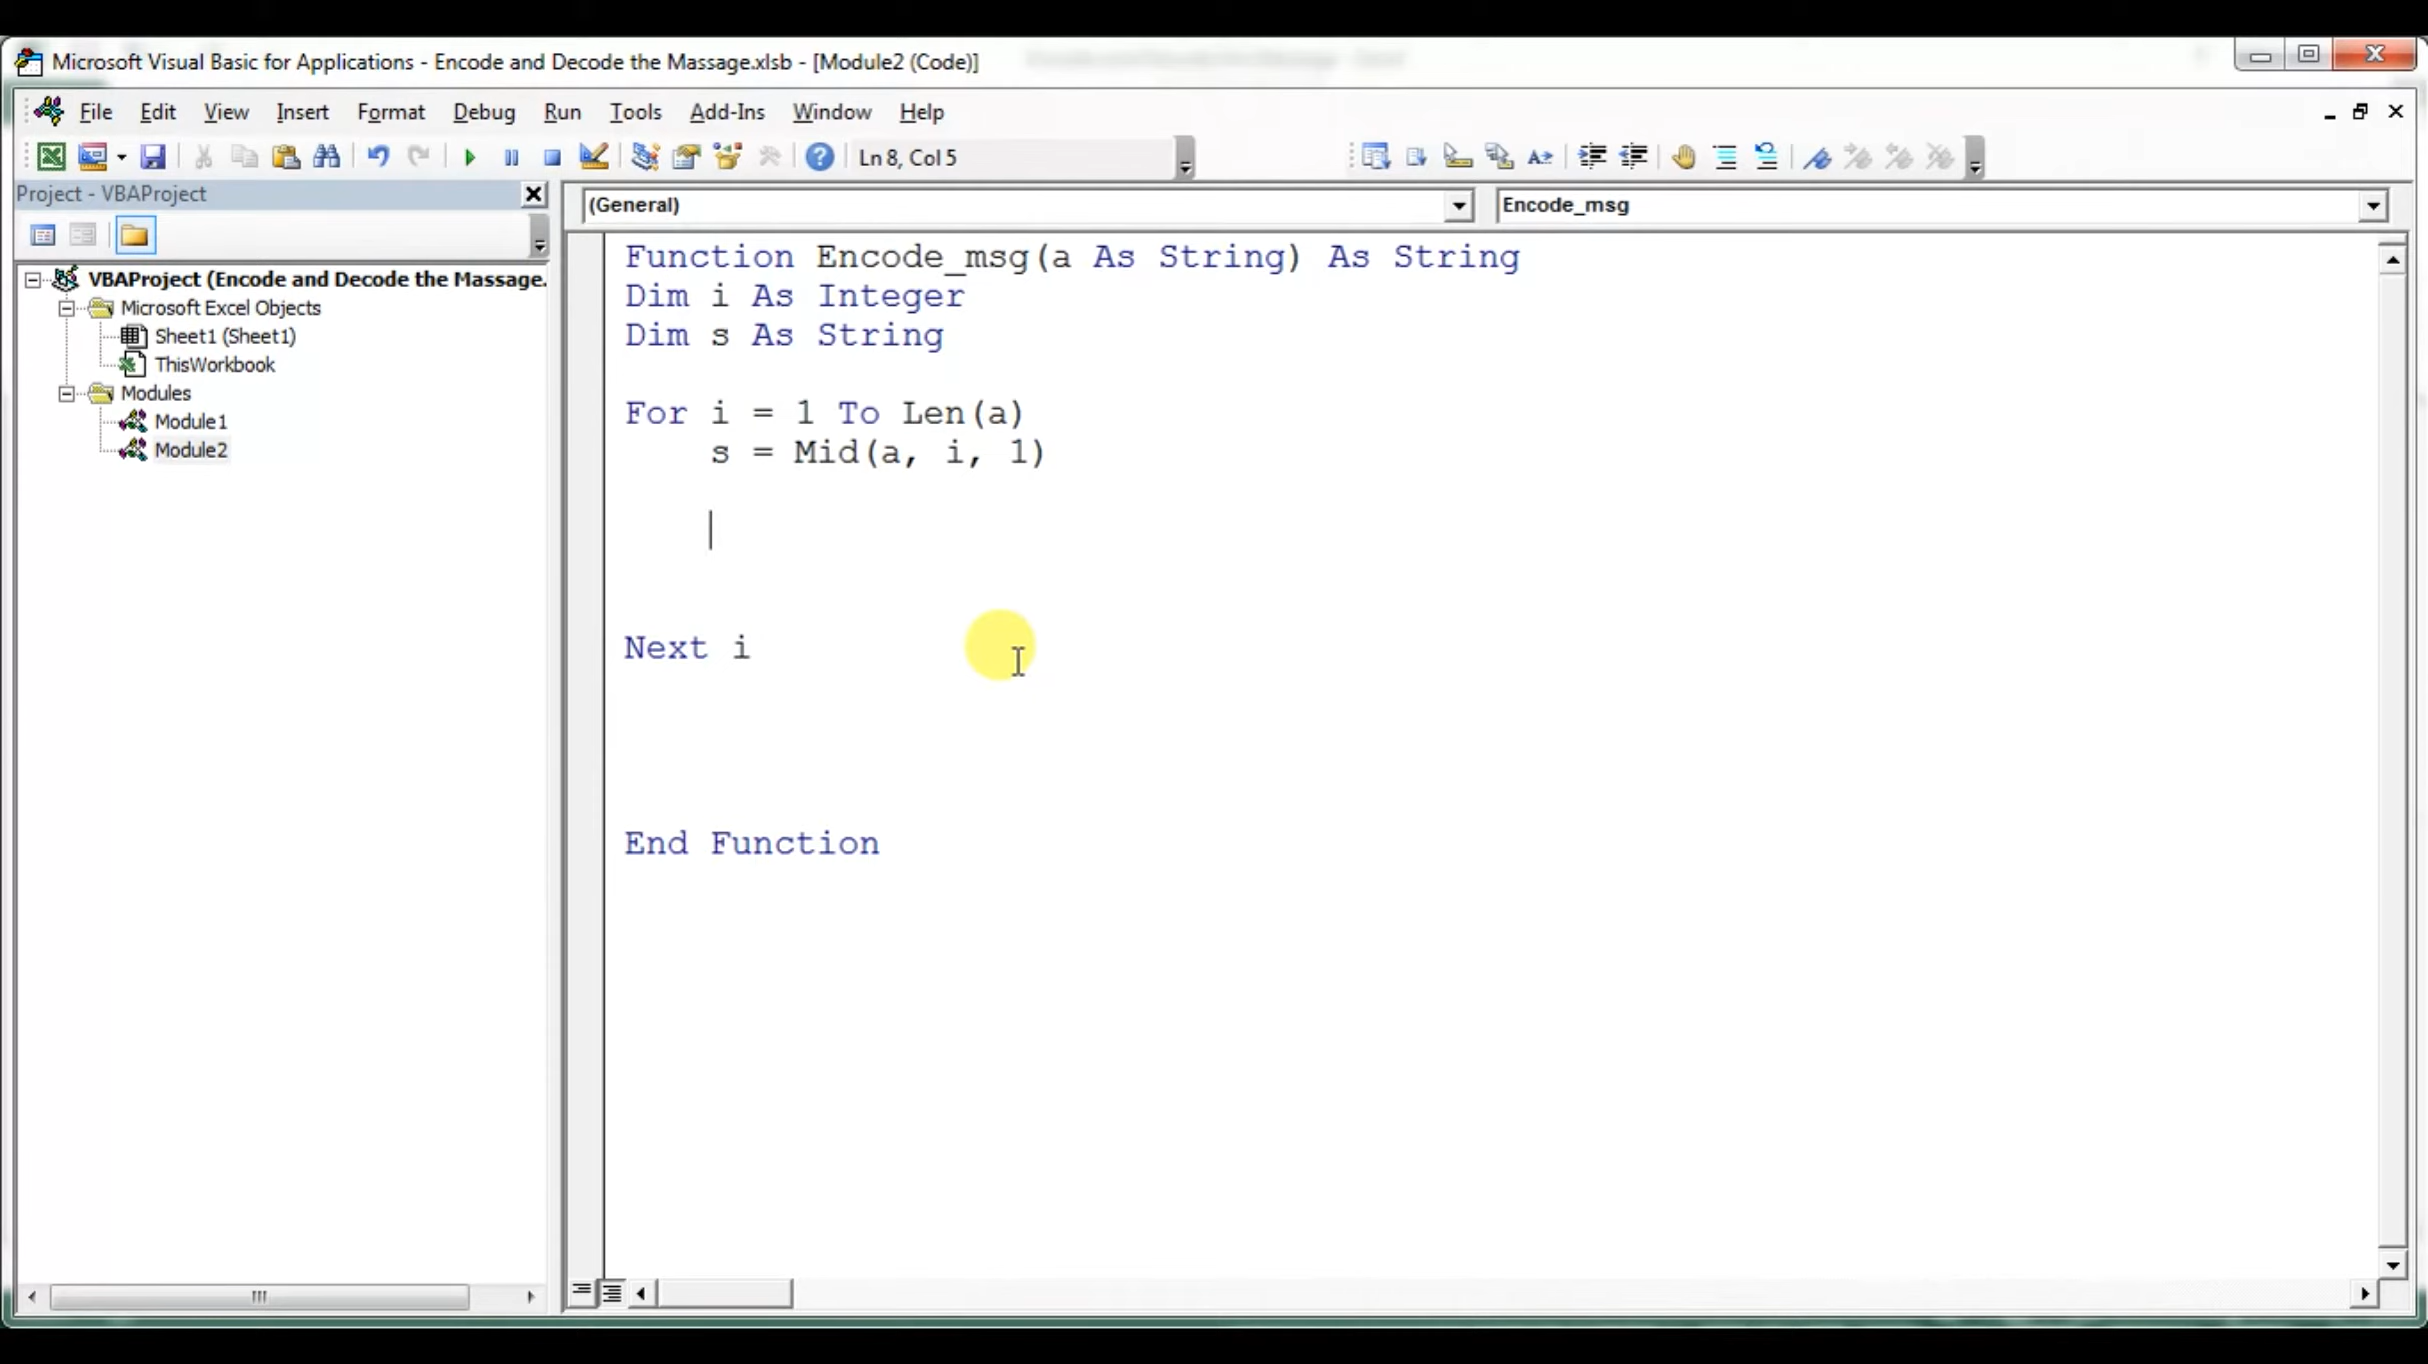 Microsoft Visual Basic for Applications - Encode and Decode the Massage.xlsb - [Module2 (Code)]
File Edit View Insert Format Debug Run Tools Add-Ins Window Help
Ln 8, Col 5
Project - VBAProject
(General)
Encode_msg
VBAProject (Encode and Decode the Massage.
Microsoft Excel Objects
Sheet1 (Sheet1)
ThisWorkbook
Modules
Module1
Module2
Function Encode_msg(a As String) As String
Dim i As Integer
Dim s As String
For i = 1 To Len(a)
s = Mid(a, i, 1)
Next i
End Function